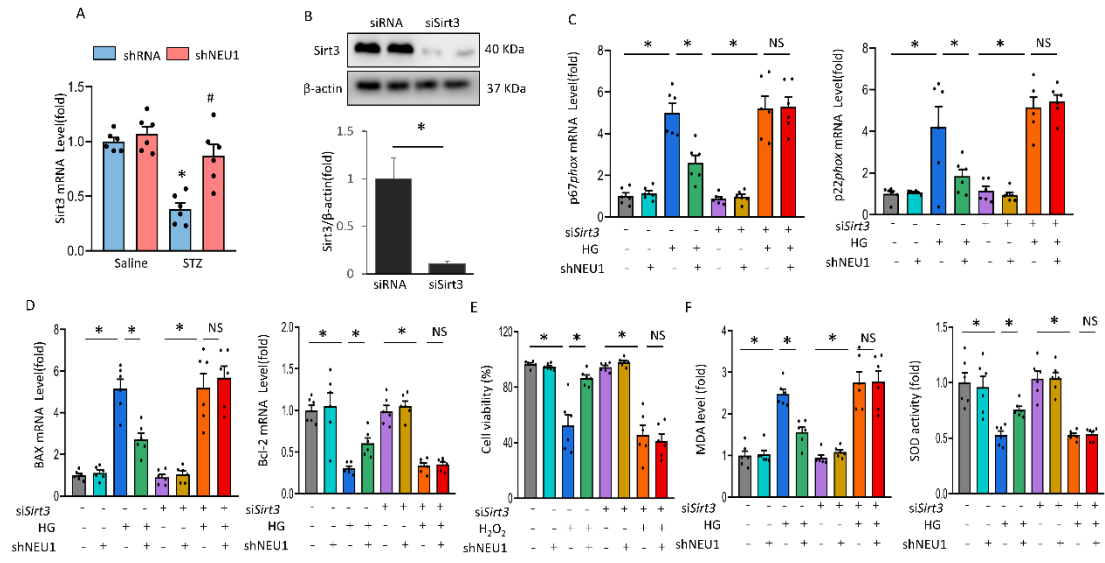 A
shRNA
shNEU1
Sirt3 mRNA Level(fold)
1.5
1.0
0.5
0.0
*
#
Saline
STZ
B
siRNA
siSirt3
Sirt3
40 KDa
β-actin
37 KDa
Sirt3/β-actin(fold)
1.5
1
0.5
0
*
siRNA
siSirt3
C
p67phox mRNA Level(fold)
8
6
4
2
0
* * * NS
siSirt3 - - - - + + + +
HG - - + + - - + +
shNEU1 - + - + - + - +
p22phox mRNA Level(fold)
8
6
4
2
0
* * * NS
- - - - + + + +
- - + + - - + +
- + - + - + - +
D
BAX mRNA Level(fold)
8
6
4
2
0
* * * NS
siSirt3 - - - - + + + +
HG - - + + - - + +
shNEU1 - + - + - + - +
Bcl-2 mRNA Level(fold)
2.0
1.5
1.0
0.5
0.0
* * * NS
siSirt3 - - - - + + + +
HG - - + + - - + +
shNEU1 - + - + - + - +
E
Cell viability (%)
120
80
40
0
* * * NS
siSirt3 - - - - + + + +
H2O2 - - + + - - + +
shNEU1 - + - + - + - +
F
MDA level (fold)
4
3
2
1
0
* * * NS
siSirt3 - - - - + + + +
HG - - + + - - + +
shNEU1 - + - + - + - +
SOD activity (fold)
1.5
1.0
0.5
0.0
* * * NS
- - - - + + + +
- - + + - - + +
- + - + - + - +